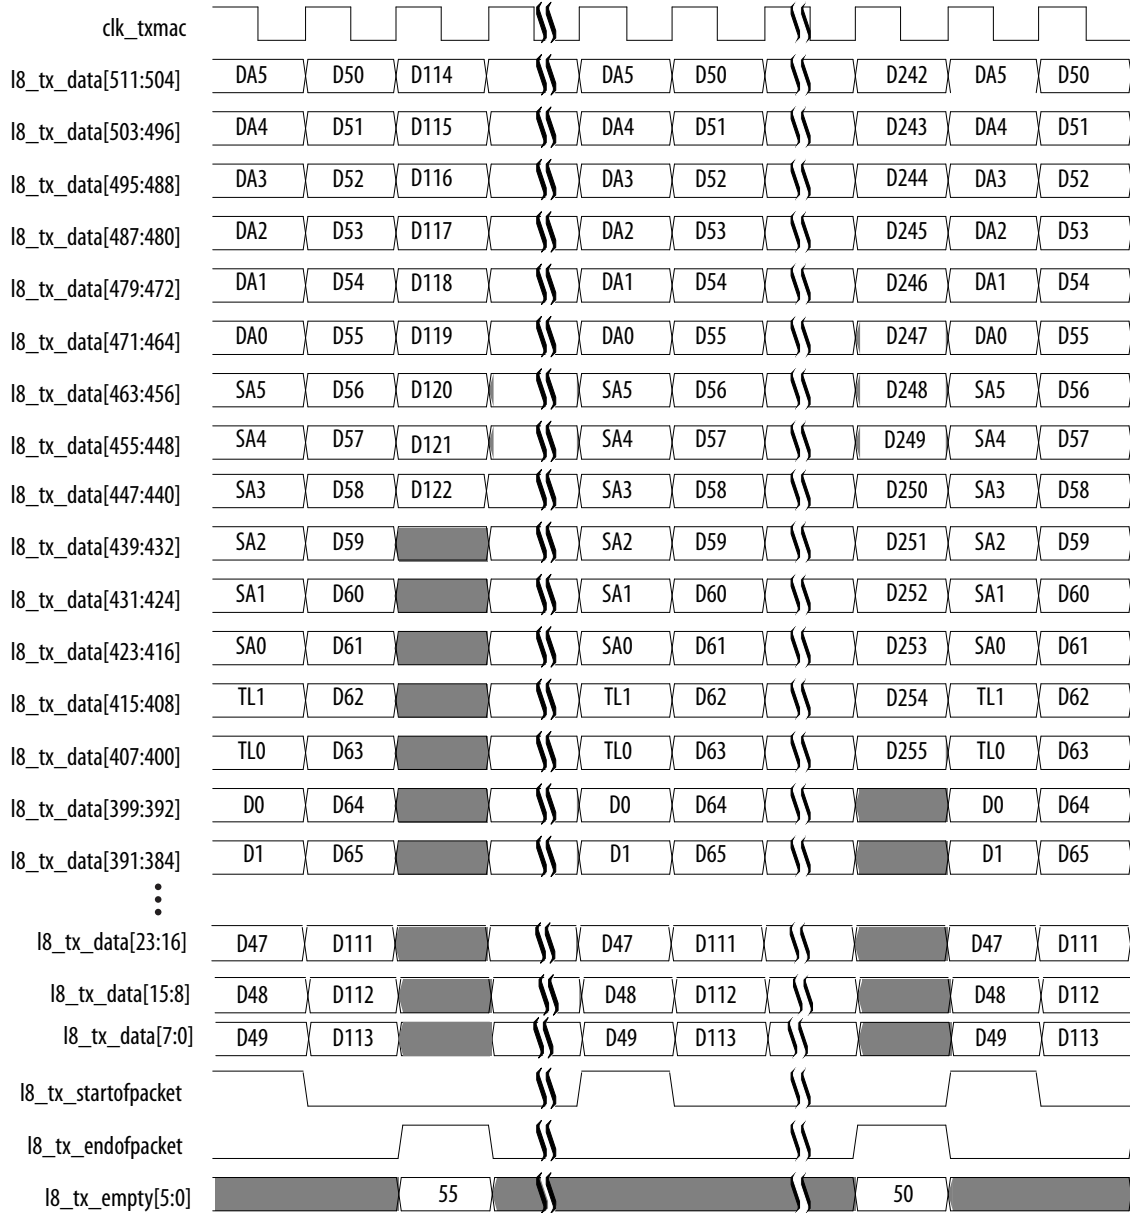 clk_txmac
l8_tx_data[511:504] DA5 D50 D114 DA5 D50 D242 DA5 D50
l8_tx_data[503:496] DA4 D51 D115 DA4 D51 D243 DA4 D51
l8_tx_data[495:488] DA3 D52 D116 DA3 D52 D244 DA3 D52
l8_tx_data[487:480] DA2 D53 D117 DA2 D53 D245 DA2 D53
l8_tx_data[479:472] DA1 D54 D118 DA1 D54 D246 DA1 D54
l8_tx_data[471:464] DA0 D55 D119 DA0 D55 D247 DA0 D55
l8_tx_data[463:456] SA5 D56 D120 SA5 D56 D248 SA5 D56
l8_tx_data[455:448] SA4 D57 D121 SA4 D57 D249 SA4 D57
l8_tx_data[447:440] SA3 D58 D122 SA3 D58 D250 SA3 D58
l8_tx_data[439:432] SA2 D59 SA2 D59 D251 SA2 D59
l8_tx_data[431:424] SA1 D60 SA1 D60 D252 SA1 D60
l8_tx_data[423:416] SA0 D61 SA0 D61 D253 SA0 D61
l8_tx_data[415:408] TL1 D62 TL1 D62 D254 TL1 D62
l8_tx_data[407:400] TL0 D63 TL0 D63 D255 TL0 D63
l8_tx_data[399:392] D0 D64 D0 D64 D0 D64
l8_tx_data[391:384] D1 D65 D1 D65 D1 D65
l8_tx_data[23:16] D47 D111 D47 D111 D47 D111
l8_tx_data[15:8] D48 D112 D48 D112 D48 D112
l8_tx_data[7:0] D49 D113 D49 D113 D49 D113
l8_tx_startofpacket
l8_tx_endofpacket
l8_tx_empty[5:0] 55 50